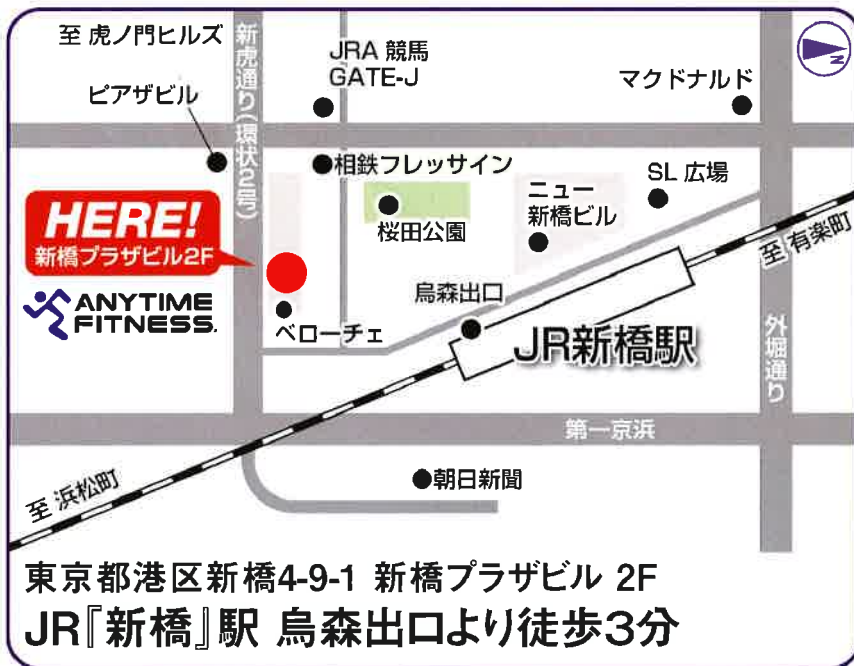 至 虎ノ門ヒルズ
新虎通り(環状2号)
JRA 競馬
GATE-J
マクドナルド
N
ピアザビル
相鉄フレッサイン
SL 広場
HERE!
新橋プラザビル2F
桜田公園
ニュー
新橋ビル
至 有楽町
ANYTIME
FITNESS.
烏森出口
ベローチェ
JR新橋駅
外堀通り
第一京浜
朝日新聞
至 浜松町
東京都港区新橋4-9-1 新橋プラザビル 2F
JR『新橋』駅 烏森出口より徒歩3分